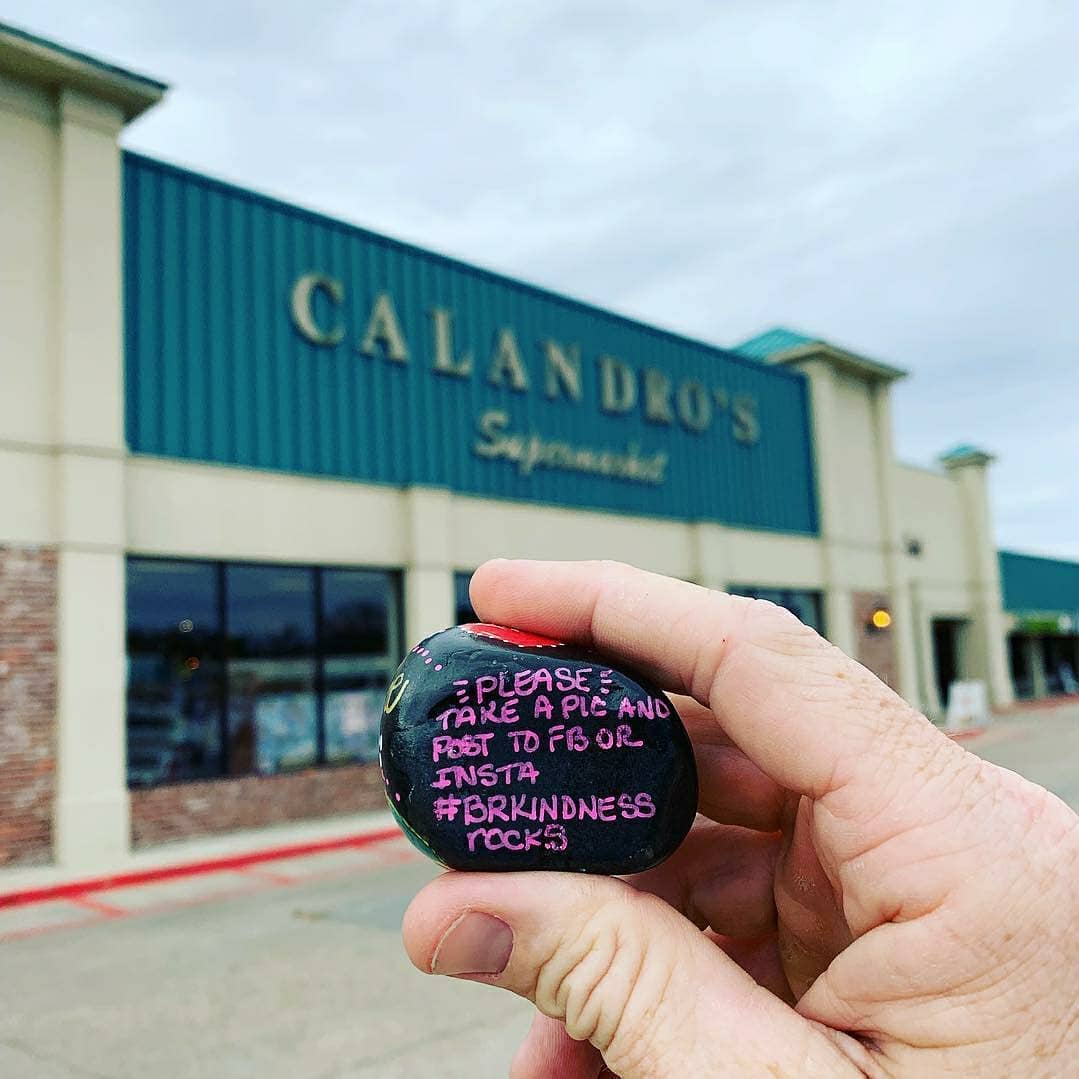 CALANDRO'S
Supermarket
PLEASE
TAKE A PIC AND
POST TO FB OR
INSTA
#BRKINDNESS
rocks